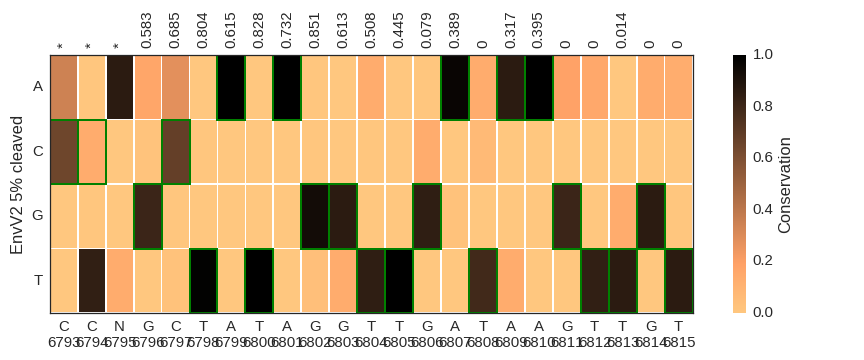 * * * 0.583 0.685 0.804 0.615 0.828 0.732 0.851 0.613 0.508 0.445 0.079 0.389 0 0.317 0.395 0 0 0.014 0 0
EnvV2 5% cleaved
A
C
G
T
C C N G C T A T A G G T T G A T A A G T T G T
6793 6794 6795 6796 6797 6798 6799 6800 6801 6802 6803 6804 6805 6806 6807 6808 6809 6810 6811 6812 6813 6814 6815
1.0
0.8
0.6
0.4
0.2
0.0
Conservation